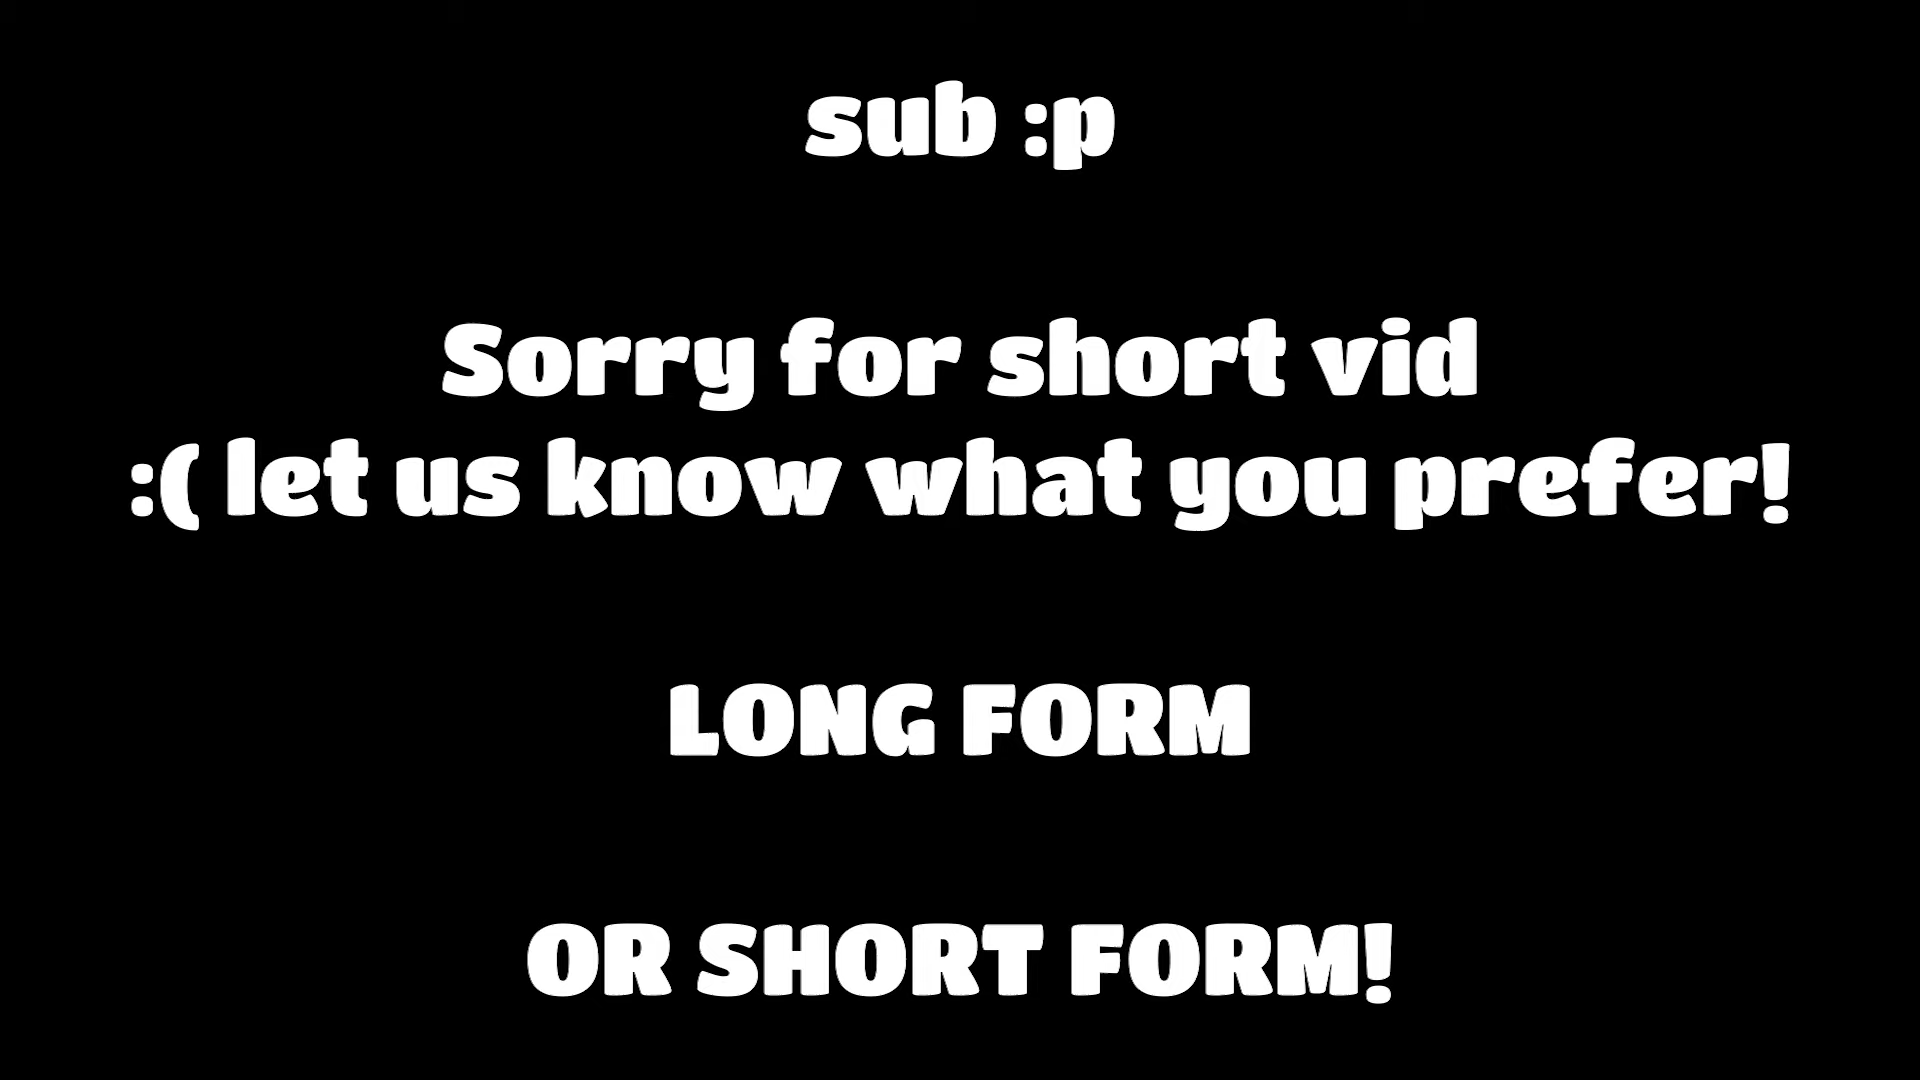 sub :p
Sorry for short vid
:( let us know what you prefer!
LONG FORM
OR SHORT FORM!